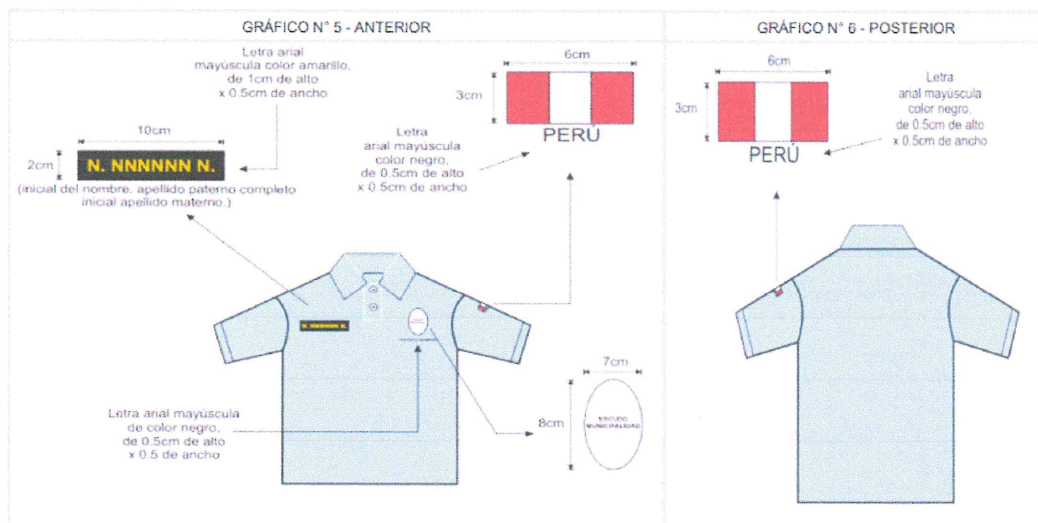 GRÁFICO N° 5 - ANTERIOR
Letra arial
mayúscula color amarillo,
de 1cm de alto
x 0.5cm de ancho
10cm
2cm
N. NNNNNN N.
(inicial del nombre. apellido paterno completo
inicial apellido materno.)
6cm
3cm
PERÚ
Letra
arial mayúscula
color negro,
de 0.5cm de alto
x 0.5cm de ancho
N. NNNNNN N.
Letra arial mayúscula
de color negro,
de 0.5cm de alto
x 0.5 de ancho
7cm
8cm
ESCUDO
MUNICIPALIDAD
GRÁFICO N° 6 - POSTERIOR
6cm
3cm
PERÚ
Letra
arial mayúscula
color negro,
de 0.5cm de alto
x 0.5cm de ancho